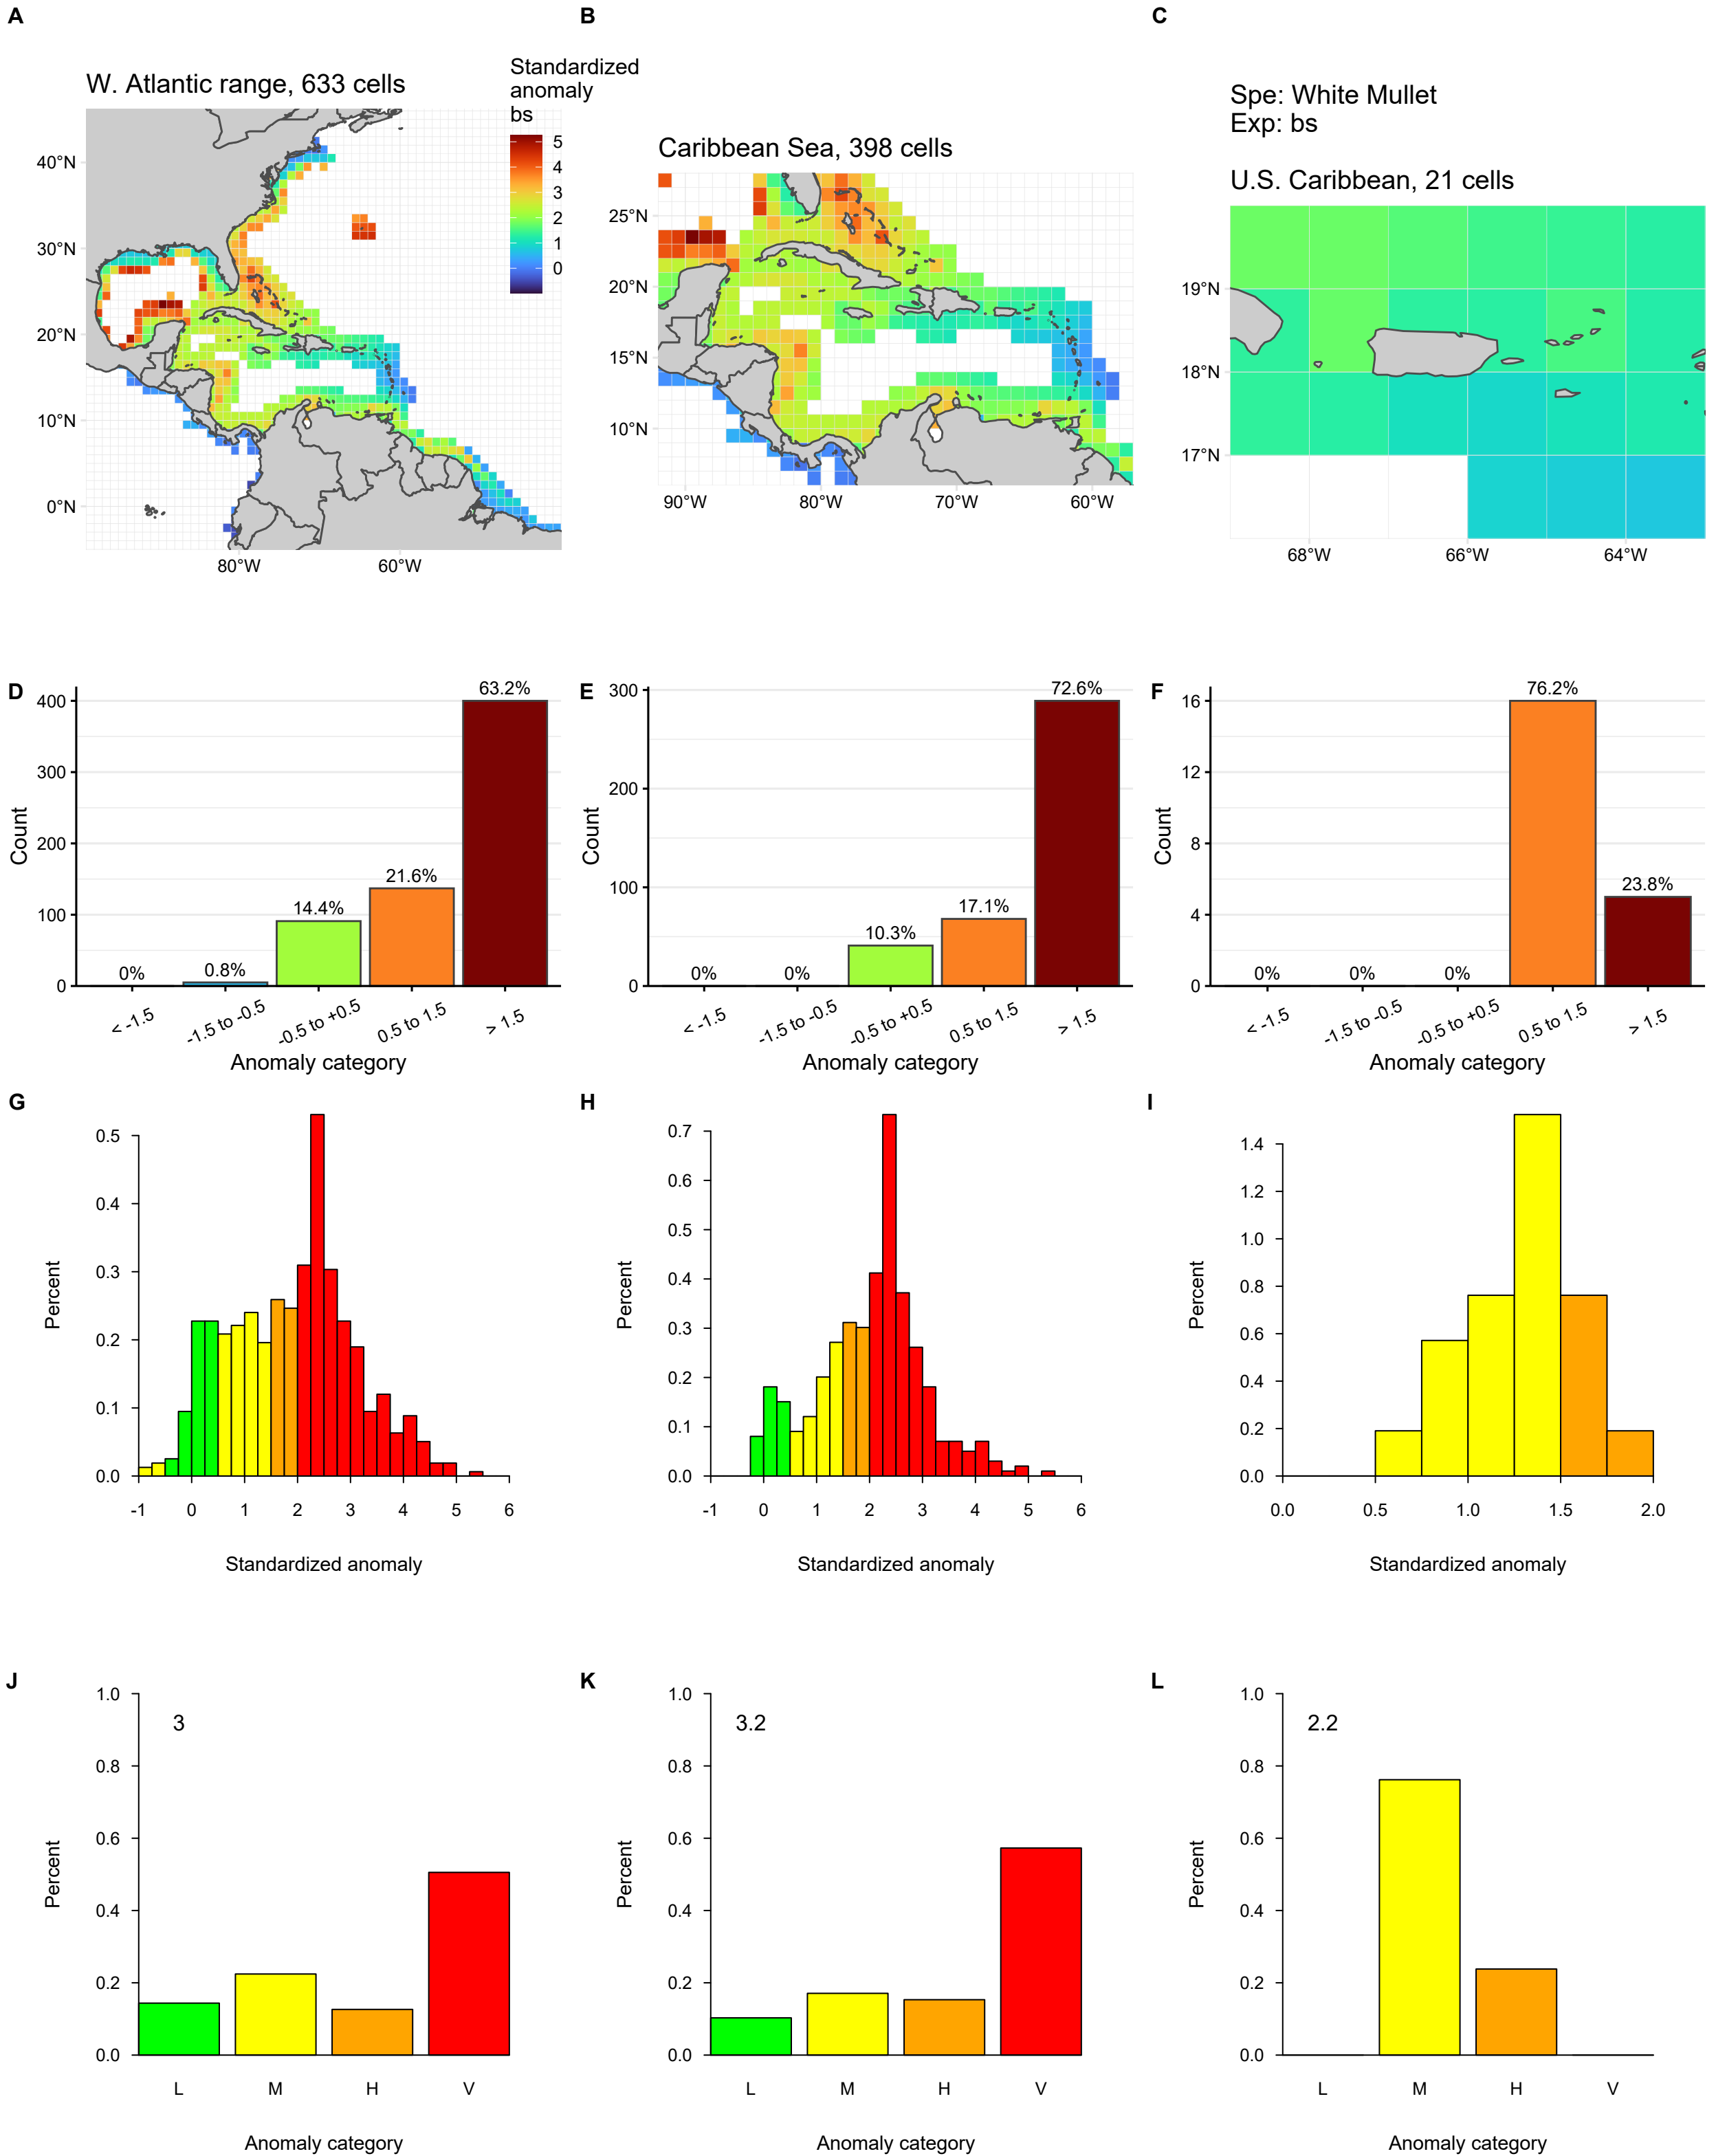 A
B
C
W. Atlantic range, 633 cells
Standardized
anomaly
bs
5
4
3
2
1
0
40°N
30°N
20°N
10°N
0°N
80°W
60°W
Caribbean Sea, 398 cells
25°N
20°N
15°N
10°N
90°W
80°W
70°W
60°W
Spe: White Mullet
Exp: bs
U.S. Caribbean, 21 cells
19°N
18°N
17°N
68°W
66°W
64°W
D
Count
400
300
200
100
0
0%
0.8%
14.4%
21.6%
63.2%
< -1.5
-1.5 to -0.5
-0.5 to +0.5
0.5 to 1.5
> 1.5
Anomaly category
E
Count
300
200
100
0
0%
0%
10.3%
17.1%
72.6%
< -1.5
-1.5 to -0.5
-0.5 to +0.5
0.5 to 1.5
> 1.5
Anomaly category
F
Count
16
12
8
4
0
0%
0%
0%
76.2%
23.8%
< -1.5
-1.5 to -0.5
-0.5 to +0.5
0.5 to 1.5
> 1.5
Anomaly category
G
Percent
0.5
0.4
0.3
0.2
0.1
0.0
-1
0
1
2
3
4
5
6
Standardized anomaly
H
Percent
0.7
0.6
0.5
0.4
0.3
0.2
0.1
0.0
-1
0
1
2
3
4
5
6
Standardized anomaly
I
Percent
1.4
1.2
1.0
0.8
0.6
0.4
0.2
0.0
0.0
0.5
1.0
1.5
2.0
Standardized anomaly
J
Percent
1.0
0.8
0.6
0.4
0.2
0.0
3
L
M
H
V
Anomaly category
K
Percent
1.0
0.8
0.6
0.4
0.2
0.0
3.2
L
M
H
V
Anomaly category
L
Percent
1.0
0.8
0.6
0.4
0.2
0.0
2.2
L
M
H
V
Anomaly category